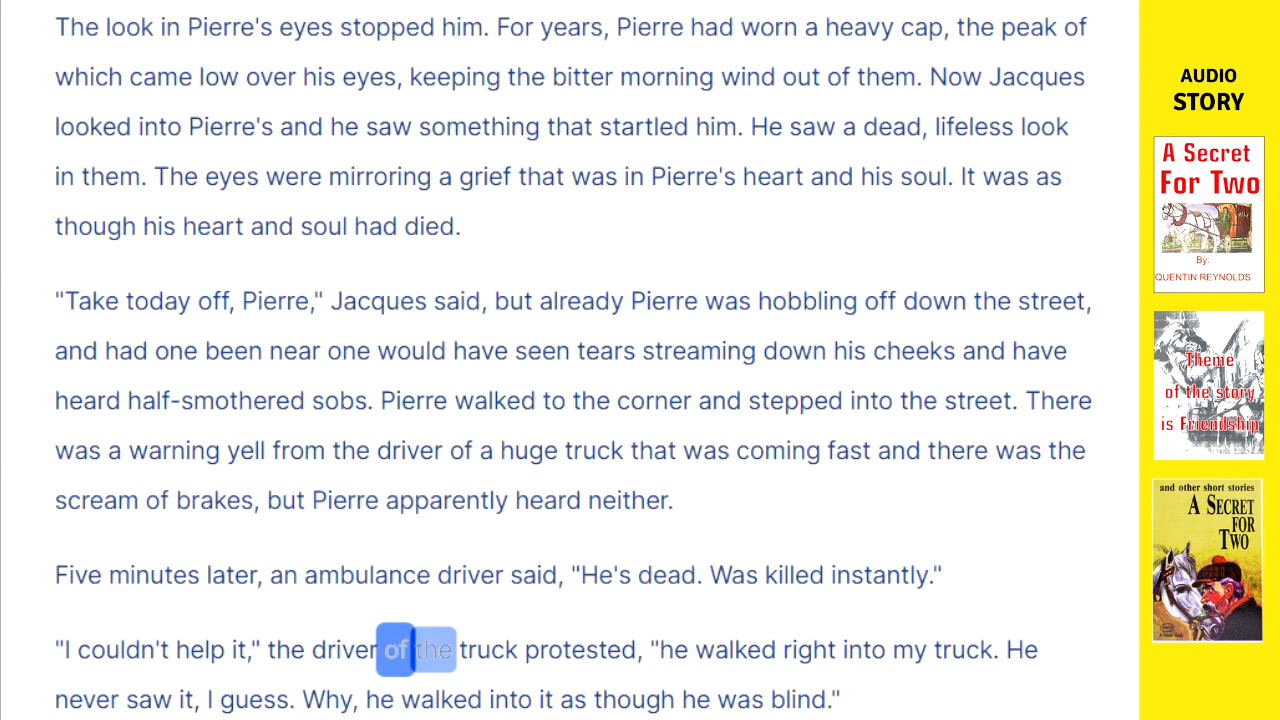 The look in Pierre's eyes stopped him. For years, Pierre had worn a heavy cap, the peak of
which came low over his eyes, keeping the bitter morning wind out of them. Now Jacques
looked into Pierre's and he saw something that startled him. He saw a dead, lifeless look
in them. The eyes were mirroring a grief that was in Pierre's heart and his soul. It was as
though his heart and soul had died.
"Take today off, Pierre," Jacques said, but already Pierre was hobbling off down the street,
and had one been near one would have seen tears streaming down his cheeks and have
heard half-smothered sobs. Pierre walked to the corner and stepped into the street. There
was a warning yell from the driver of a huge truck that was coming fast and there was the
scream of brakes, but Pierre apparently heard neither.
Five minutes later, an ambulance driver said, "He's dead. Was killed instantly."
"I couldn't help it," the driver of the truck protested, "he walked right into my truck. He
never saw it, I guess. Why, he walked into it as though he was blind."
AUDIO
STORY
A Secret
For Two
By:
QUENTIN REYNOLDS
Theme
of the story
is Friendship
and other short stories
A SECRET
FOR
TWO